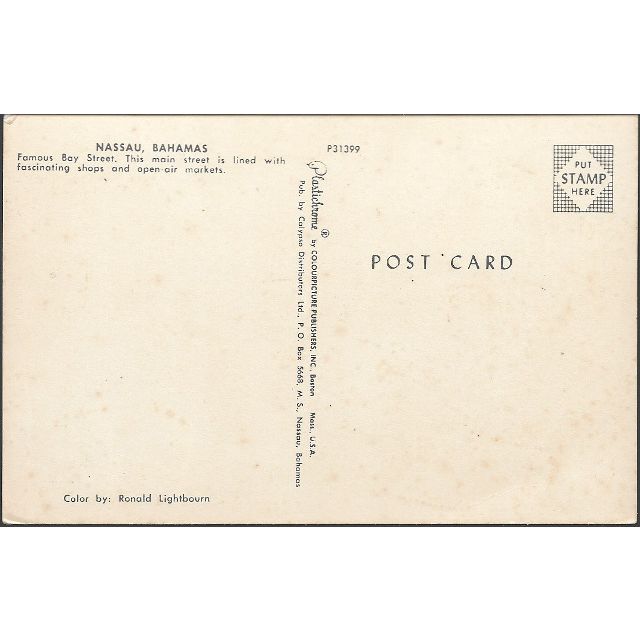 NASSAU, BAHAMAS
Famous Bay Street. This main street is lined with
fascinating shops and open-air markets.
Color by: Ronald Lightbourn
P31399
Plastichrome® by COLOURPICTURE PUBLISHERS, INC., Boston Mass., U.S.A.
Pub. by Calypso Distributors Ltd., P. O. Box 5668, M. S., Nassau, Bahamas
POST CARD
PUT
STAMP
HERE